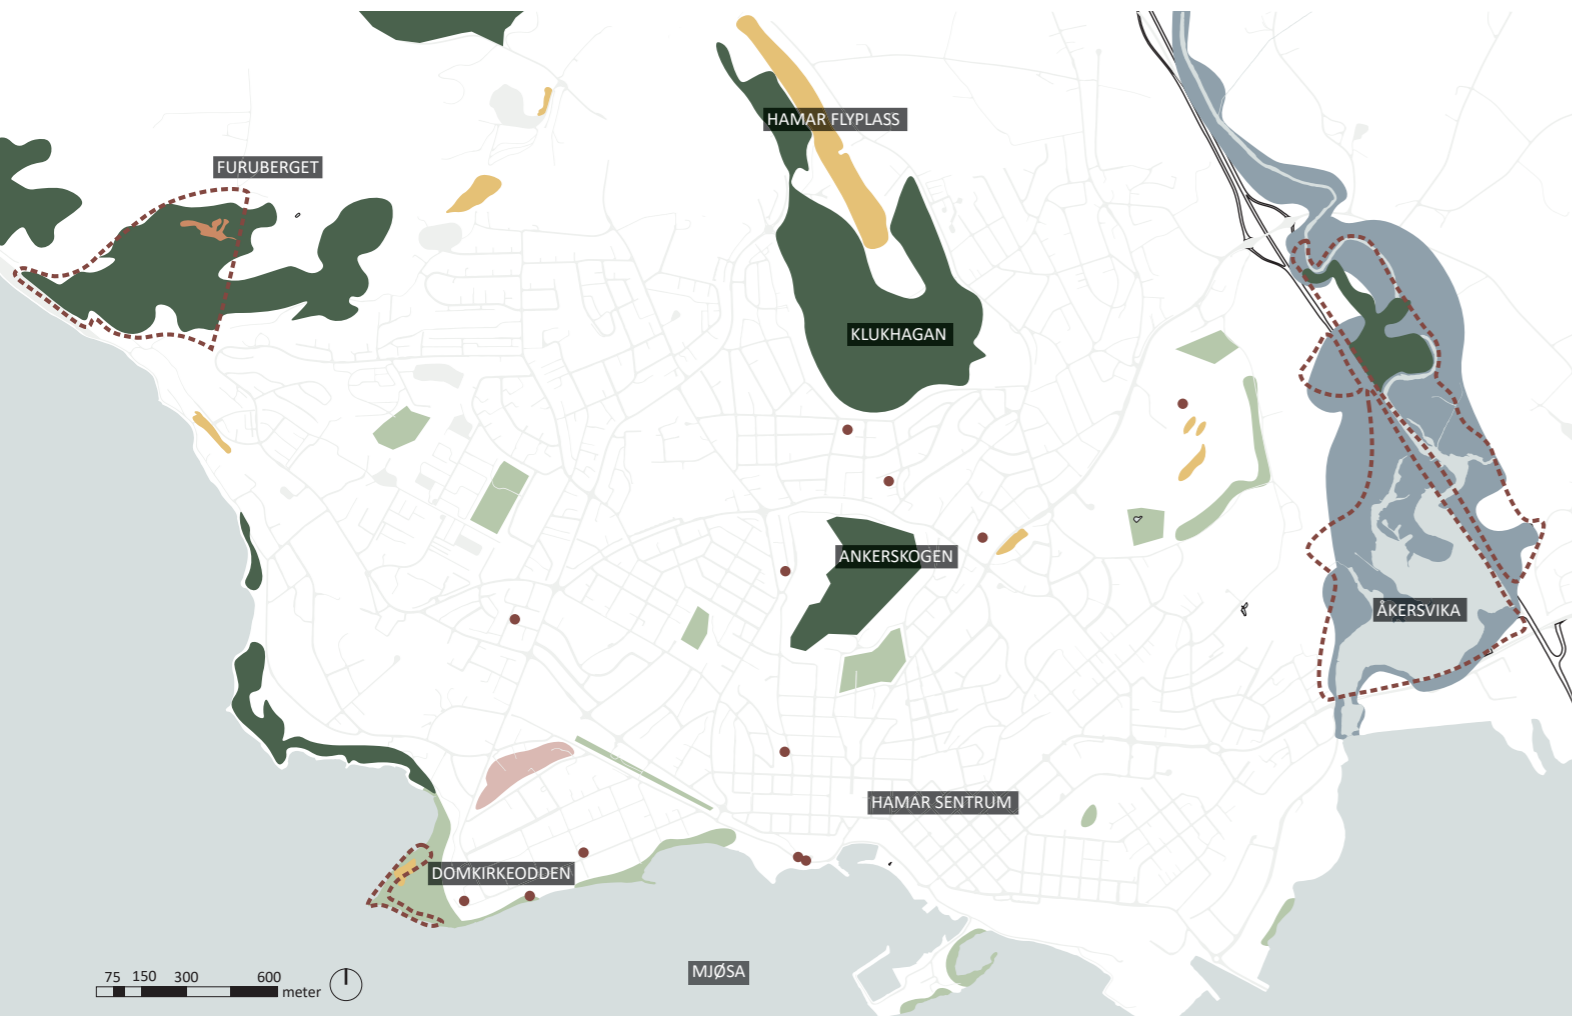 HAMAR FLYPLASS
FURUBERGET
KLUKHAGAN
ANKERSKOGEN
ÅKERSVIKA
HAMAR SENTRUM
DOMKIRKEODDEN
MJØSA
75 150 300 600
meter